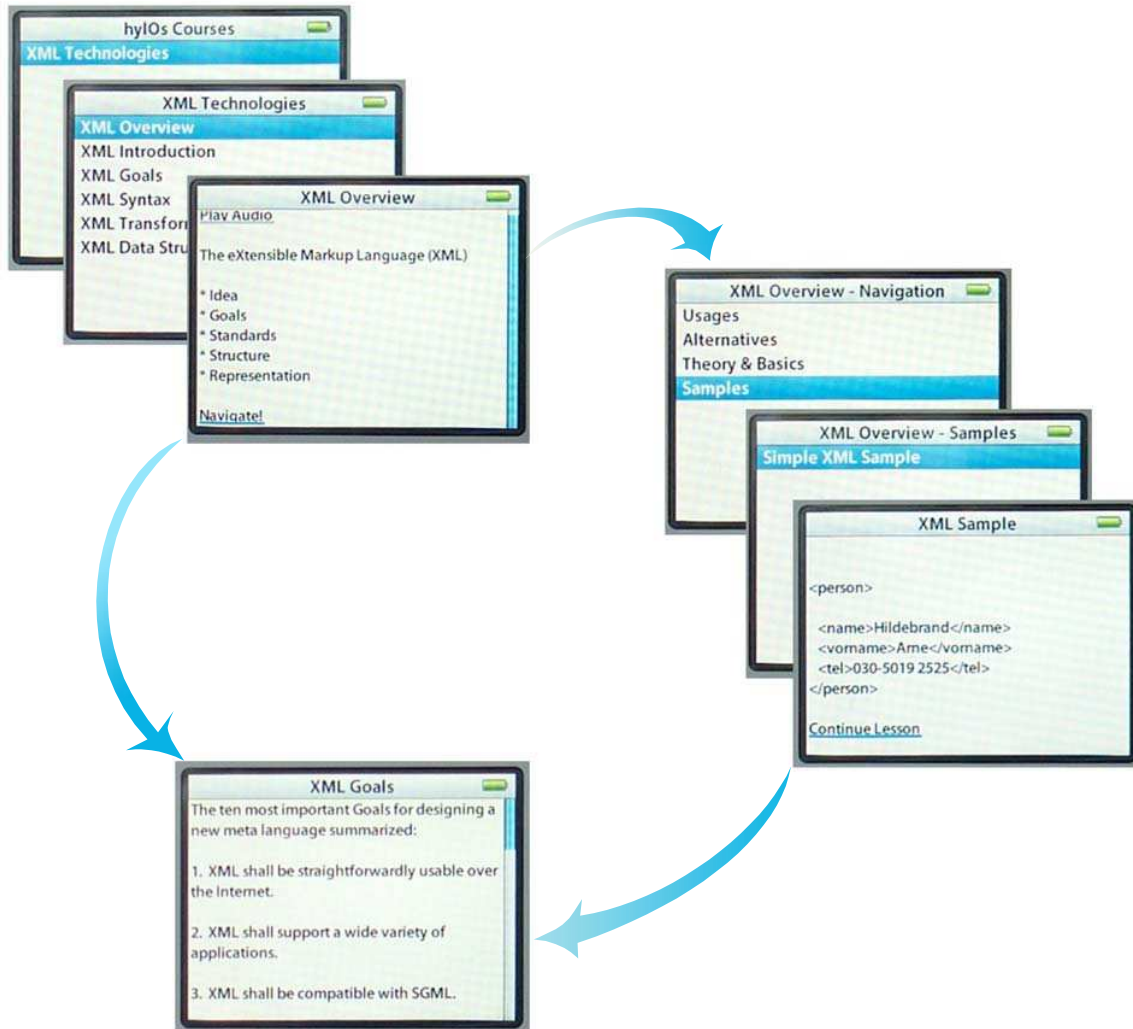 hylOs Courses
XML Technologies
XML Technologies
XML Overview
XML Introduction
XML Goals
XML Syntax
XML Transfor
XML Data Stru
XML Overview
Play Audio
The eXtensible Markup Language (XML)
* Idea
* Goals
* Standards
* Structure
* Representation
Navigate!
XML Overview - Navigation
Usages
Alternatives
Theory & Basics
Samples
XML Overview - Samples
Simple XML Sample
XML Sample
<person>
<name>Hildebrand</name>
<vorname>Arne</vorname>
<tel>030-5019 2525</tel>
</person>
Continue Lesson
XML Goals
The ten most important Goals for designing a
new meta language summarized:
1. XML shall be straightforwardly usable over
the Internet.
2. XML shall support a wide variety of
applications.
3. XML shall be compatible with SGML.